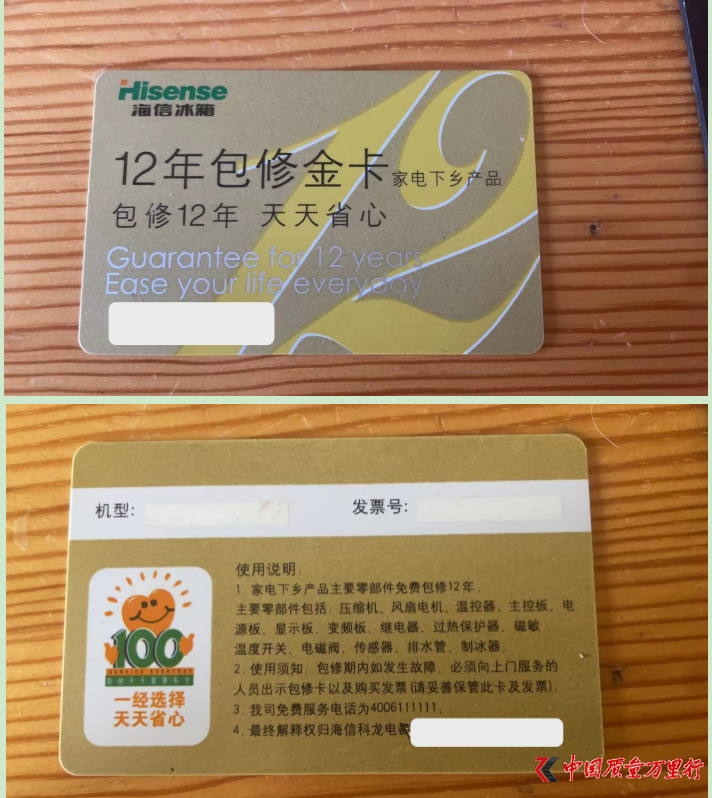 Hisense
海信冰箱
12年包修金卡 家电下乡产品
包修12年 天天省心
Guarantee for 12 years
Ease your life everyday
机型: 发票号:
使用说明:
1. 家电下乡产品主要零部件免费包修12年,
主要零部件包括: 压缩机、风扇电机、温控器、主控板、电
源板、显示板、变频板、继电器、过热保护器、磁敏
温度开关、电磁阀、传感器、排水管、制冰器.
2. 使用须知: 包修期内如发生故障, 必须向上门服务的
人员出示包修卡以及购买发票(请妥善保管此卡及发票);
3. 我司免费服务电话为4006111111;
4. 最终解释权归海信科龙电器
100
SERVICE EVERYDAY
一经选择
天天省心
中国质量万里行